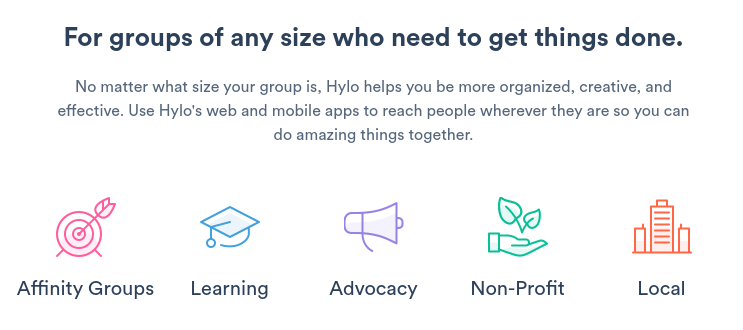 For groups of any size who need to get things done.
No matter what size your group is, Hylo helps you be more organized, creative, and
effective. Use Hylo's web and mobile apps to reach people wherever they are so you can
do amazing things together.
Affinity Groups
Learning
Advocacy
Non-Profit
Local